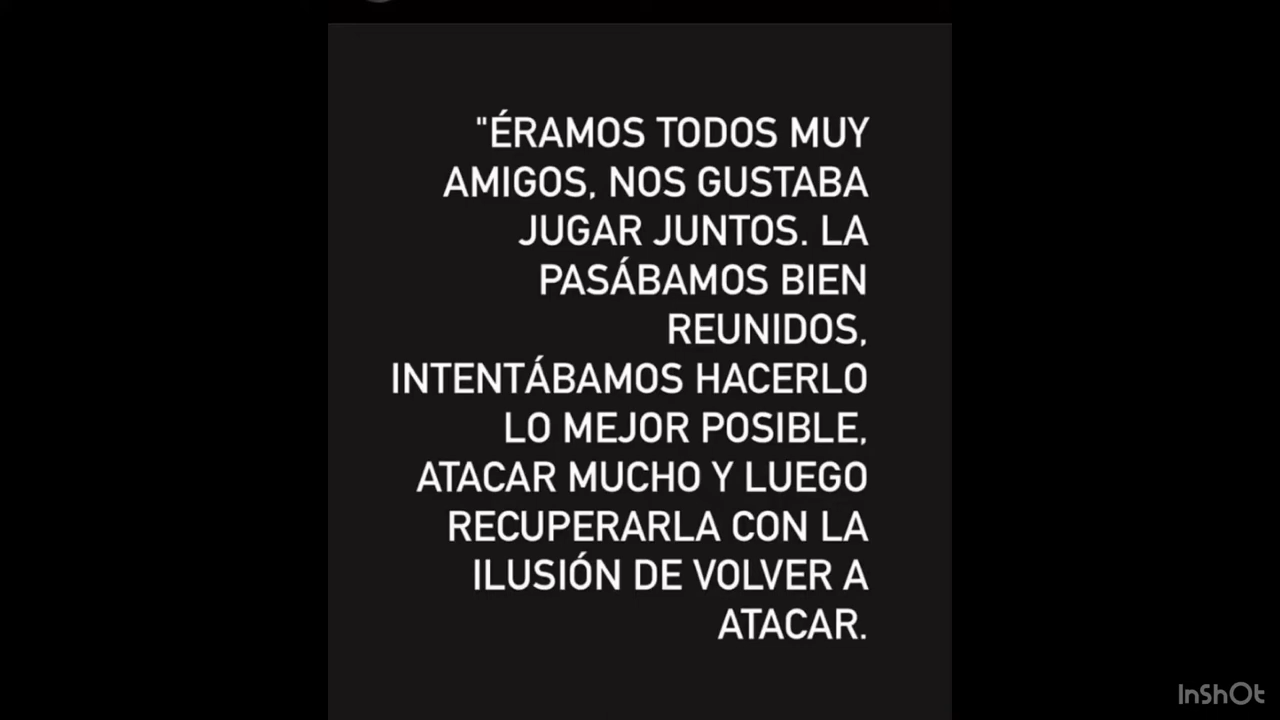 "ÉRAMOS TODOS MUY
AMIGOS, NOS GUSTABA
JUGAR JUNTOS. LA
PASÁBAMOS BIEN
REUNIDOS,
INTENTÁBAMOS HACERLO
LO MEJOR POSIBLE,
ATACAR MUCHO Y LUEGO
RECUPERARLA CON LA
ILUSIÓN DE VOLVER A
ATACAR.
InShOt